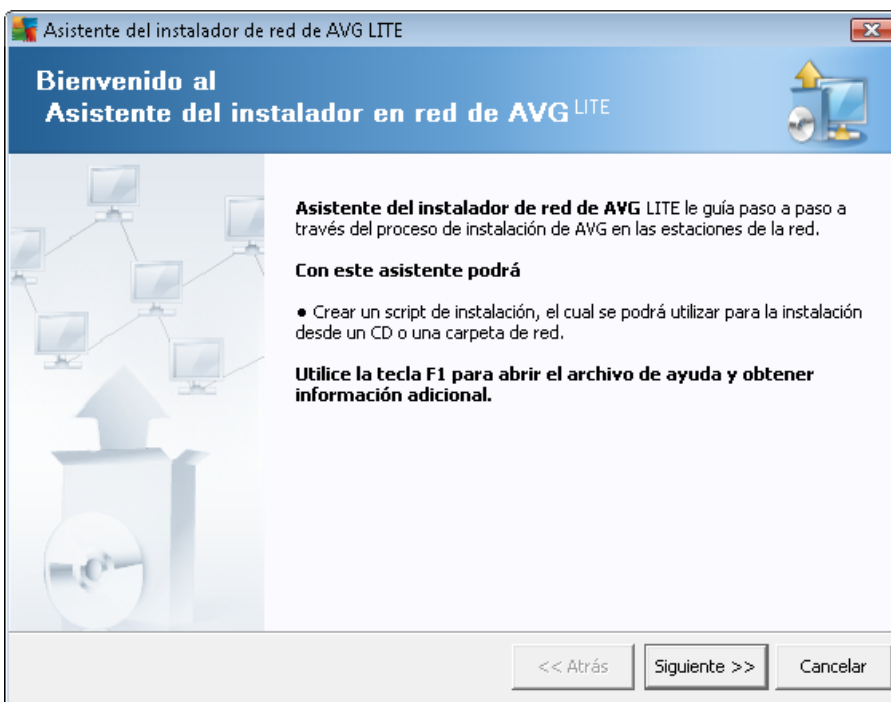 Asistente del instalador de red de AVG LITE
Bienvenido al
Asistente del instalador en red de AVG LITE
Asistente del instalador de red de AVG LITE le guía paso a paso a
través del proceso de instalación de AVG en las estaciones de la red.
Con este asistente podrá
● Crear un script de instalación, el cual se podrá utilizar para la instalación
desde un CD o una carpeta de red.
Utilice la tecla F1 para abrir el archivo de ayuda y obtener
información adicional.
<< Atrás
Siguiente >>
Cancelar